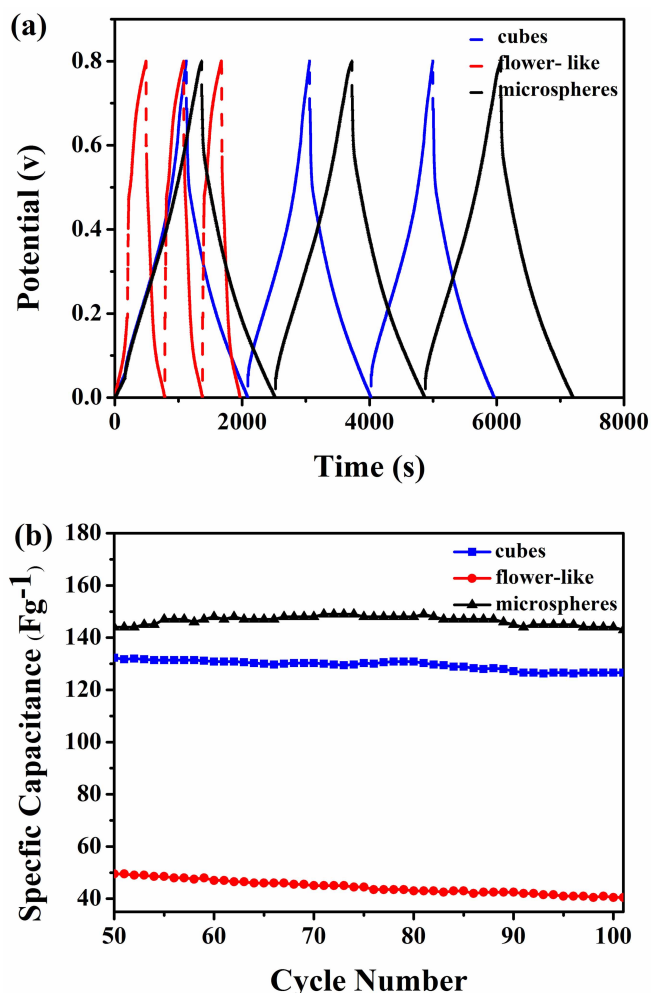 (a)
0.8
0.6
0.4
0.2
0.0
Potential (v)
cubes
flower- like
microspheres
0 2000 4000 6000 8000
Time (s)
(b)
180
160
140
120
100
80
60
40
Specfic Capacitance (Fg-1)
cubes
flower-like
microspheres
50 60 70 80 90 100
Cycle Number